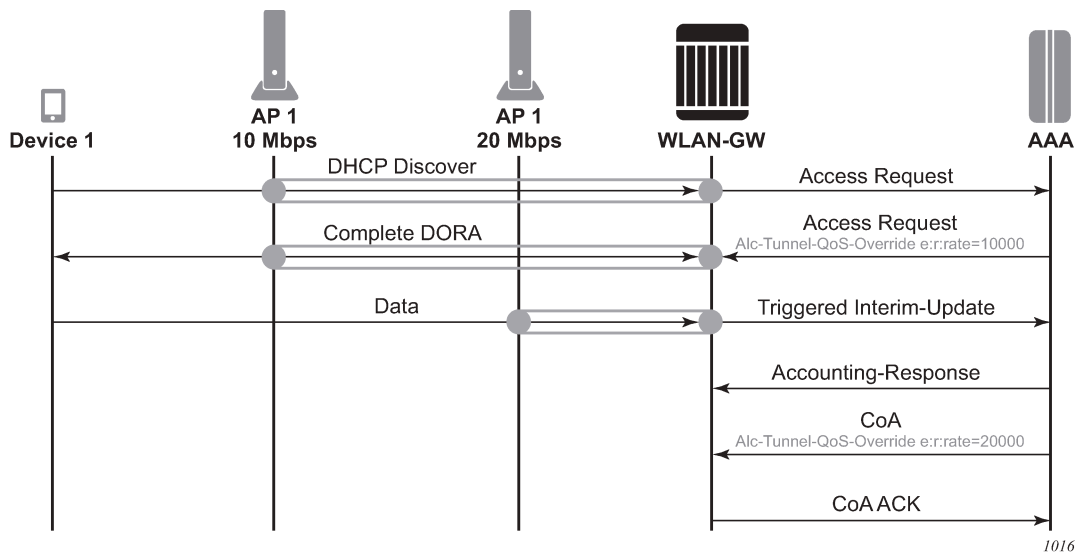 Device 1
AP 1
10 Mbps
AP 1
20 Mbps
WLAN-GW
AAA
DHCP Discover
Access Request
Complete DORA
Access Request
Alc-Tunnel-QoS-Override e:r:rate=10000
Data
Triggered Interim-Update
Accounting-Response
CoA
Alc-Tunnel-QoS-Override e:r:rate=20000
CoA ACK
1016